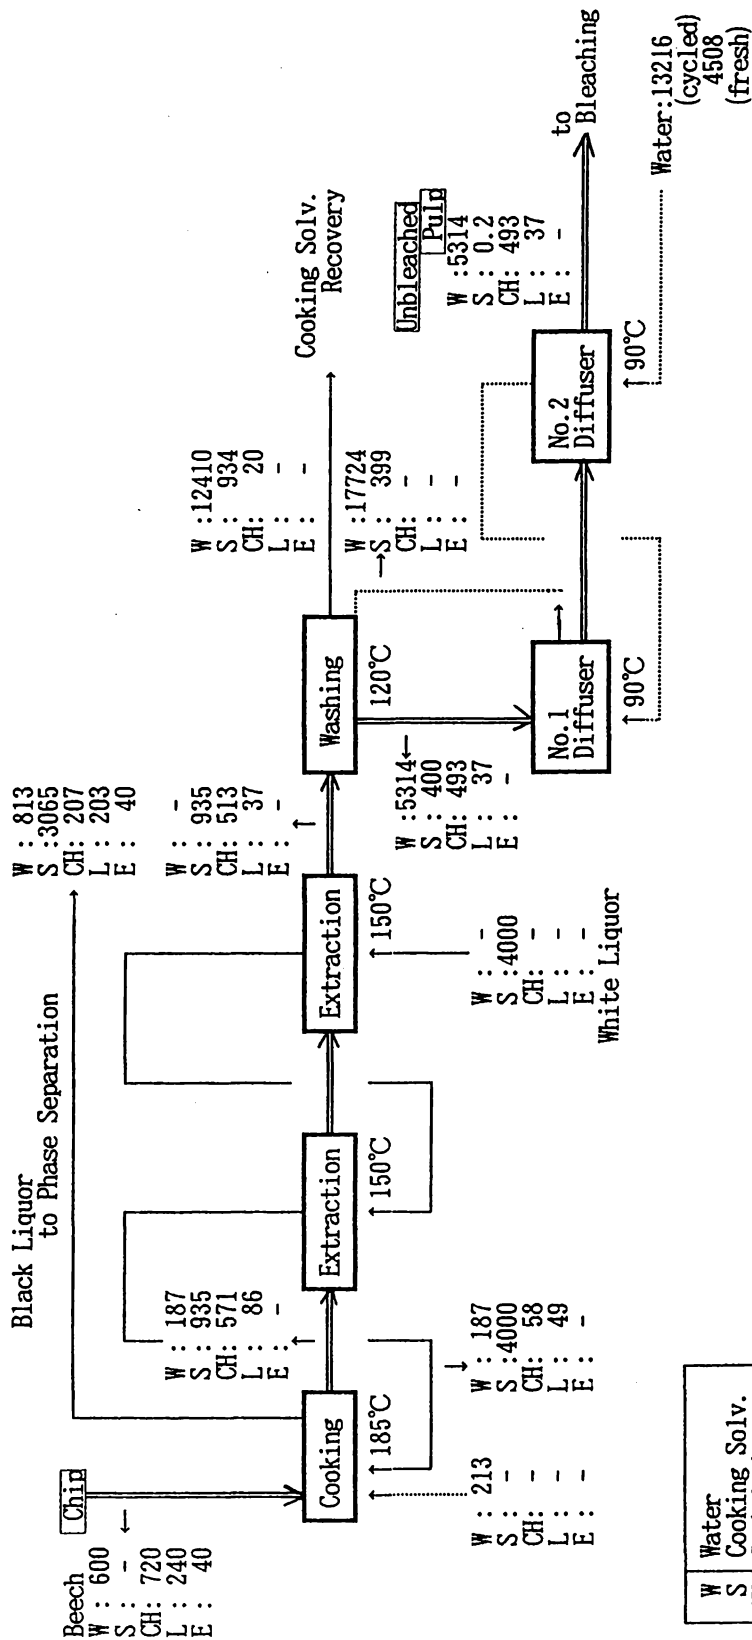 Black Liquor
to Phase Separation
W : 813
S :3065
CH: 207
L : 203
E : 40
Beech
Chip
W : 600
S : -
CH: 720
L : 240
E : 40
Cooking
185℃
W : 213
S : -
CH: -
L : -
E : -
W : 187
S : 935
CH: 571
L : 86
E : -
W : 187
S :4000
CH: 58
L : 49
E : -
Extraction
150℃
Extraction
150℃
W : -
S :4000
CH: -
L : -
E : -
White Liquor
W : -
S : 935
CH: 513
L : 37
E : -
Washing
120℃
W :12410
S : 934
CH: 20
L : -
E : -
Cooking Solv.
Recovery
W :17724
S : 399
CH: -
L : -
E : -
W :5314
S : 400
CH: 493
L : 37
E : -
No.1
Diffuser
90℃
No.2
Diffuser
90℃
Unbleached
Pulp
W :5314
S : 0.2
CH: 493
L : 37
E : -
to
Bleaching
Water:13216
(cycled)
4508
(fresh)
W Water
S Cooking Solv.